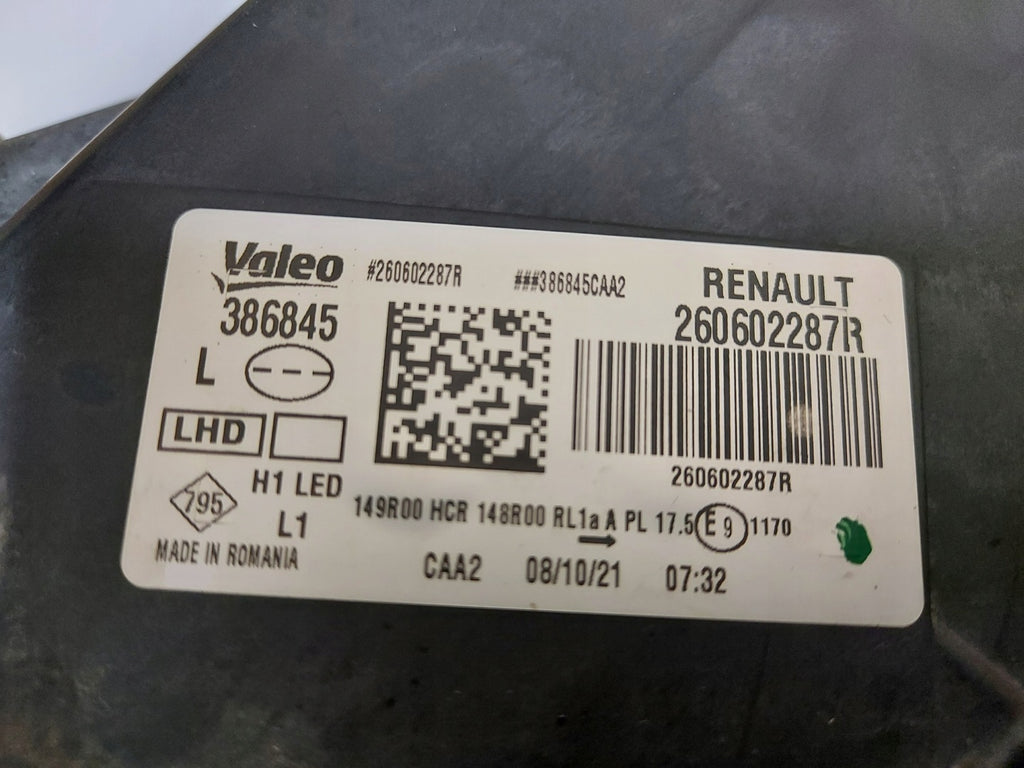 Valeo #260602287R ###386845CAA2 RENAULT
386845 260602287R
L
LHD
260602287R
795 H1 LED
149R00 HCR 148R00 RL1a A PL 17.5 E 9 1170
L1
MADE IN ROMANIA
CAA2 08/10/21 07:32